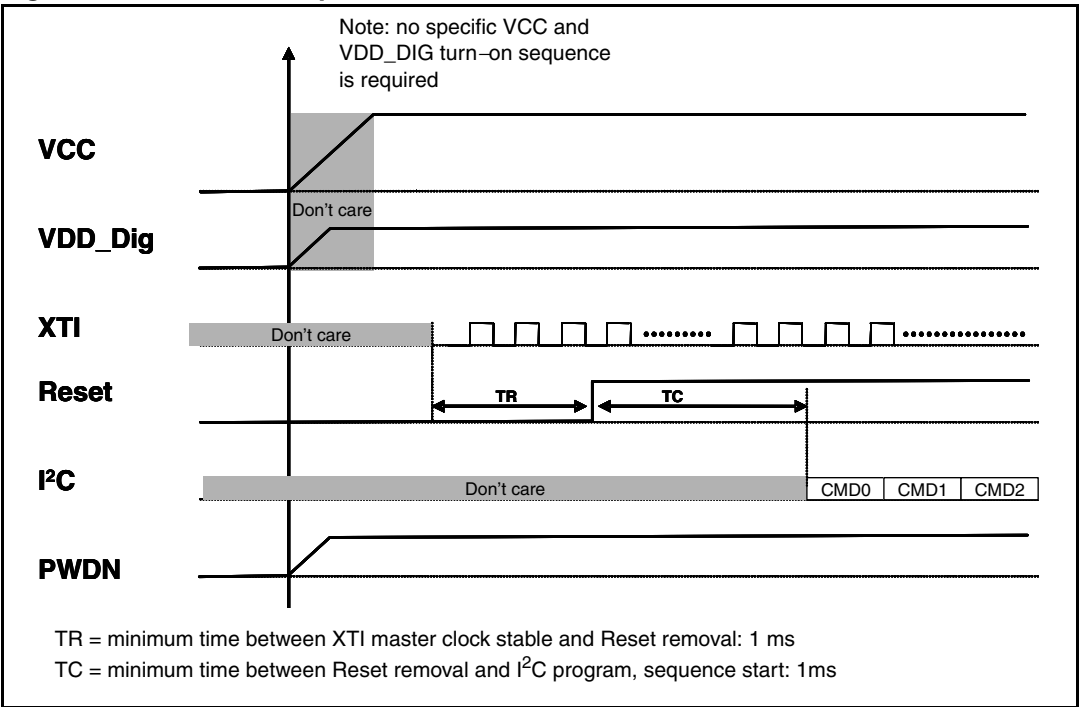 Note: no specific VCC and
VDD_DIG turn–on sequence
is required
VCC
Don't care
VDD_Dig
XTI
Don't care
Reset
TR
TC
I²C
Don't care
CMD0 CMD1 CMD2
PWDN
TR = minimum time between XTI master clock stable and Reset removal: 1 ms
TC = minimum time between Reset removal and I²C program, sequence start: 1ms